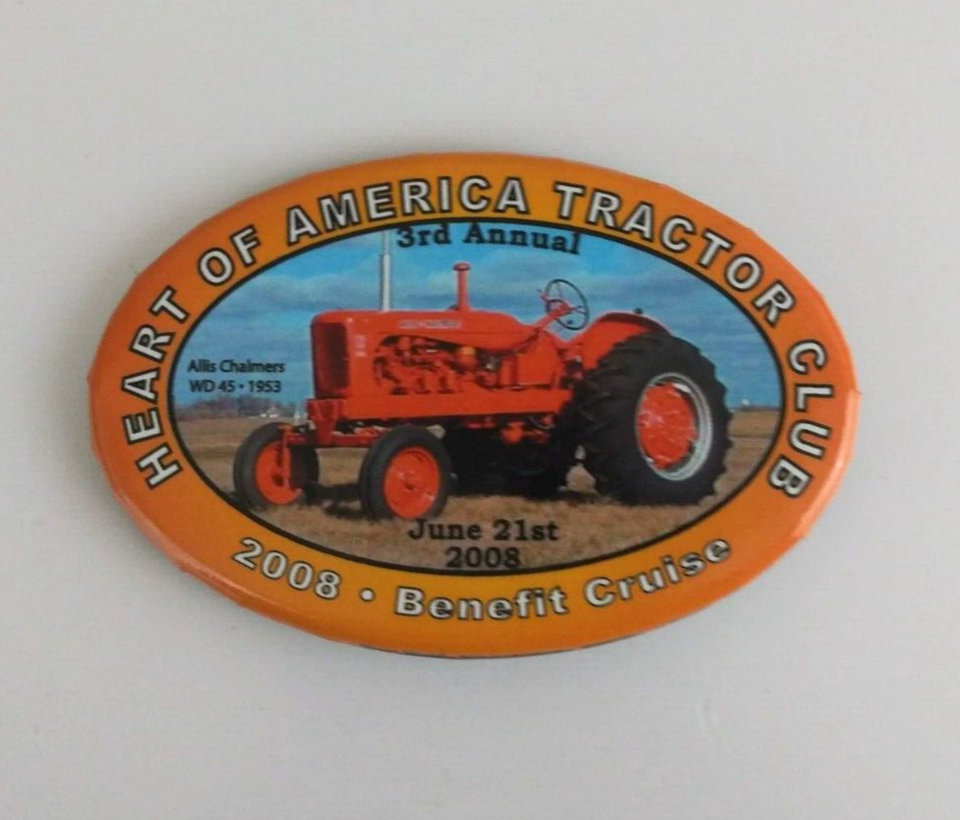 HEART OF AMERICA TRACTOR CLUB
3rd Annual
Allis Chalmers
WD 45 • 1953
June 21st
2008
2008 • Benefit Cruise